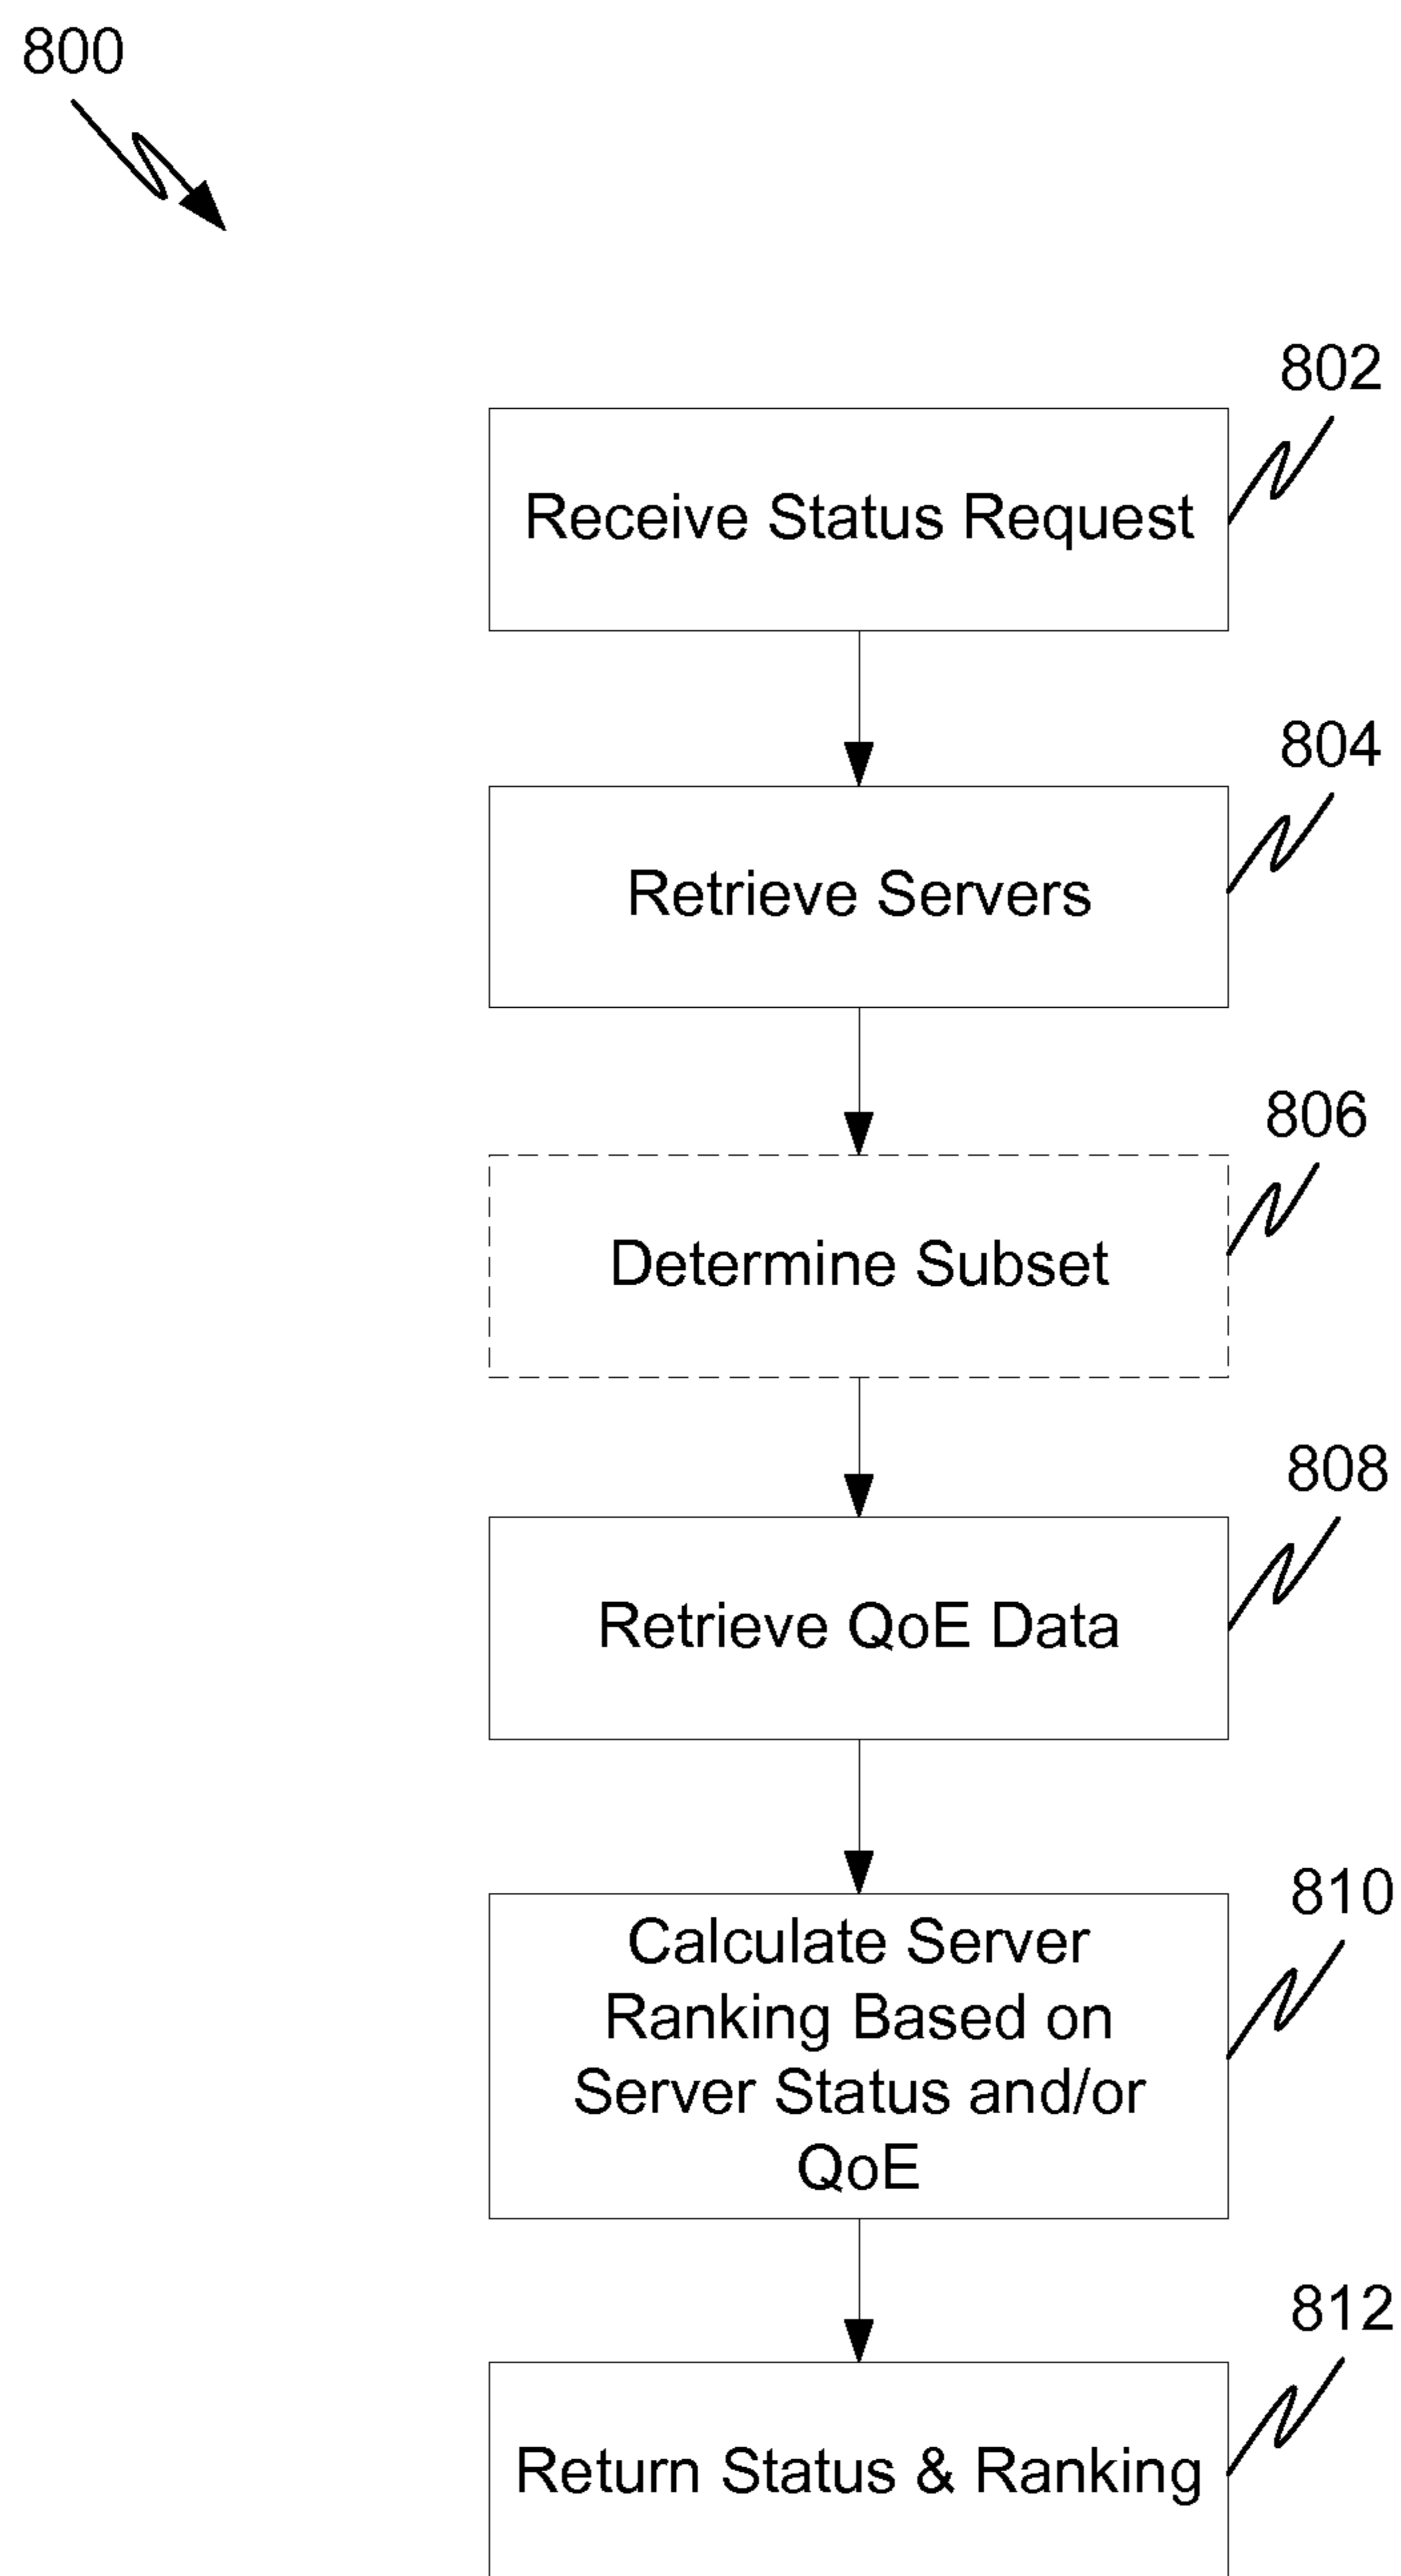 800
802
Receive Status Request
804
Retrieve Servers
806
Determine Subset
808
Retrieve QoE Data
810
Calculate Server
Ranking Based on
Server Status and/or
QoE
812
Return Status & Ranking